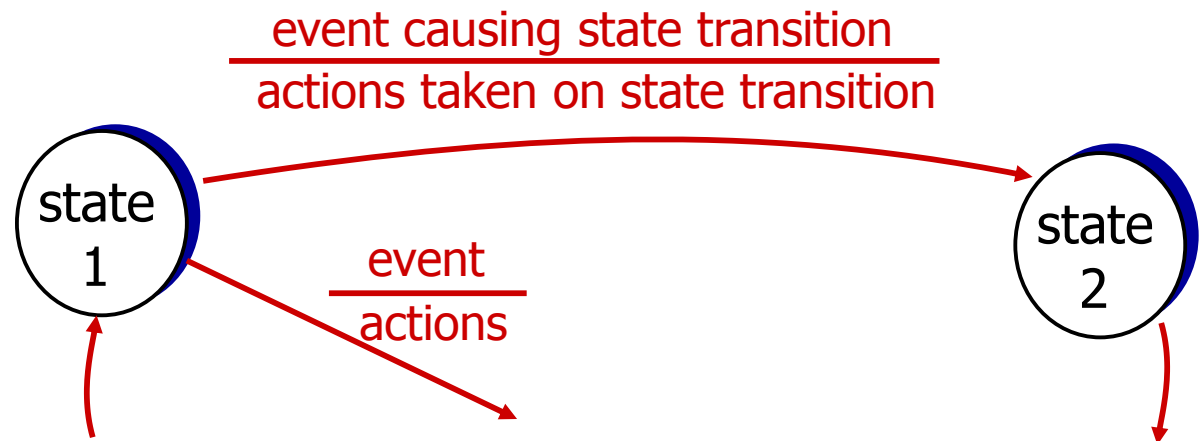 event causing state transition
actions taken on state transition
state
1
state
2
event
actions